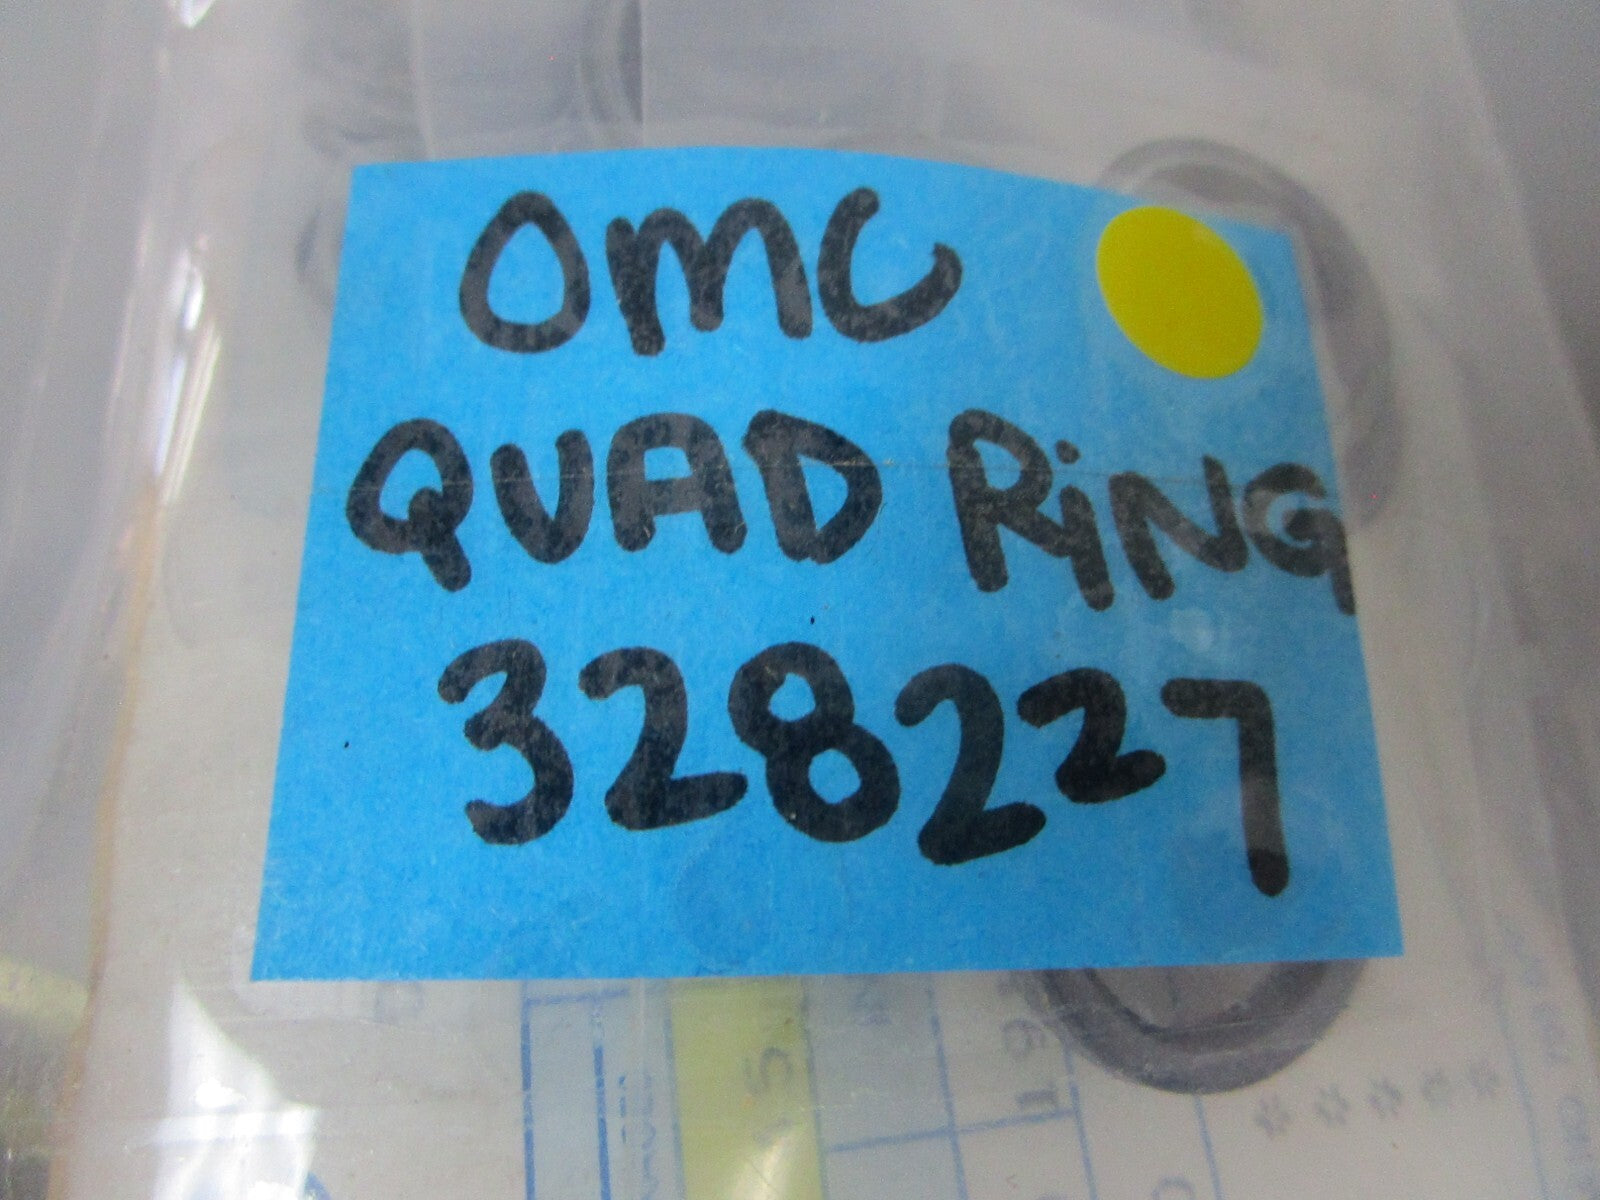 OMC
QUAD RiNG
328227